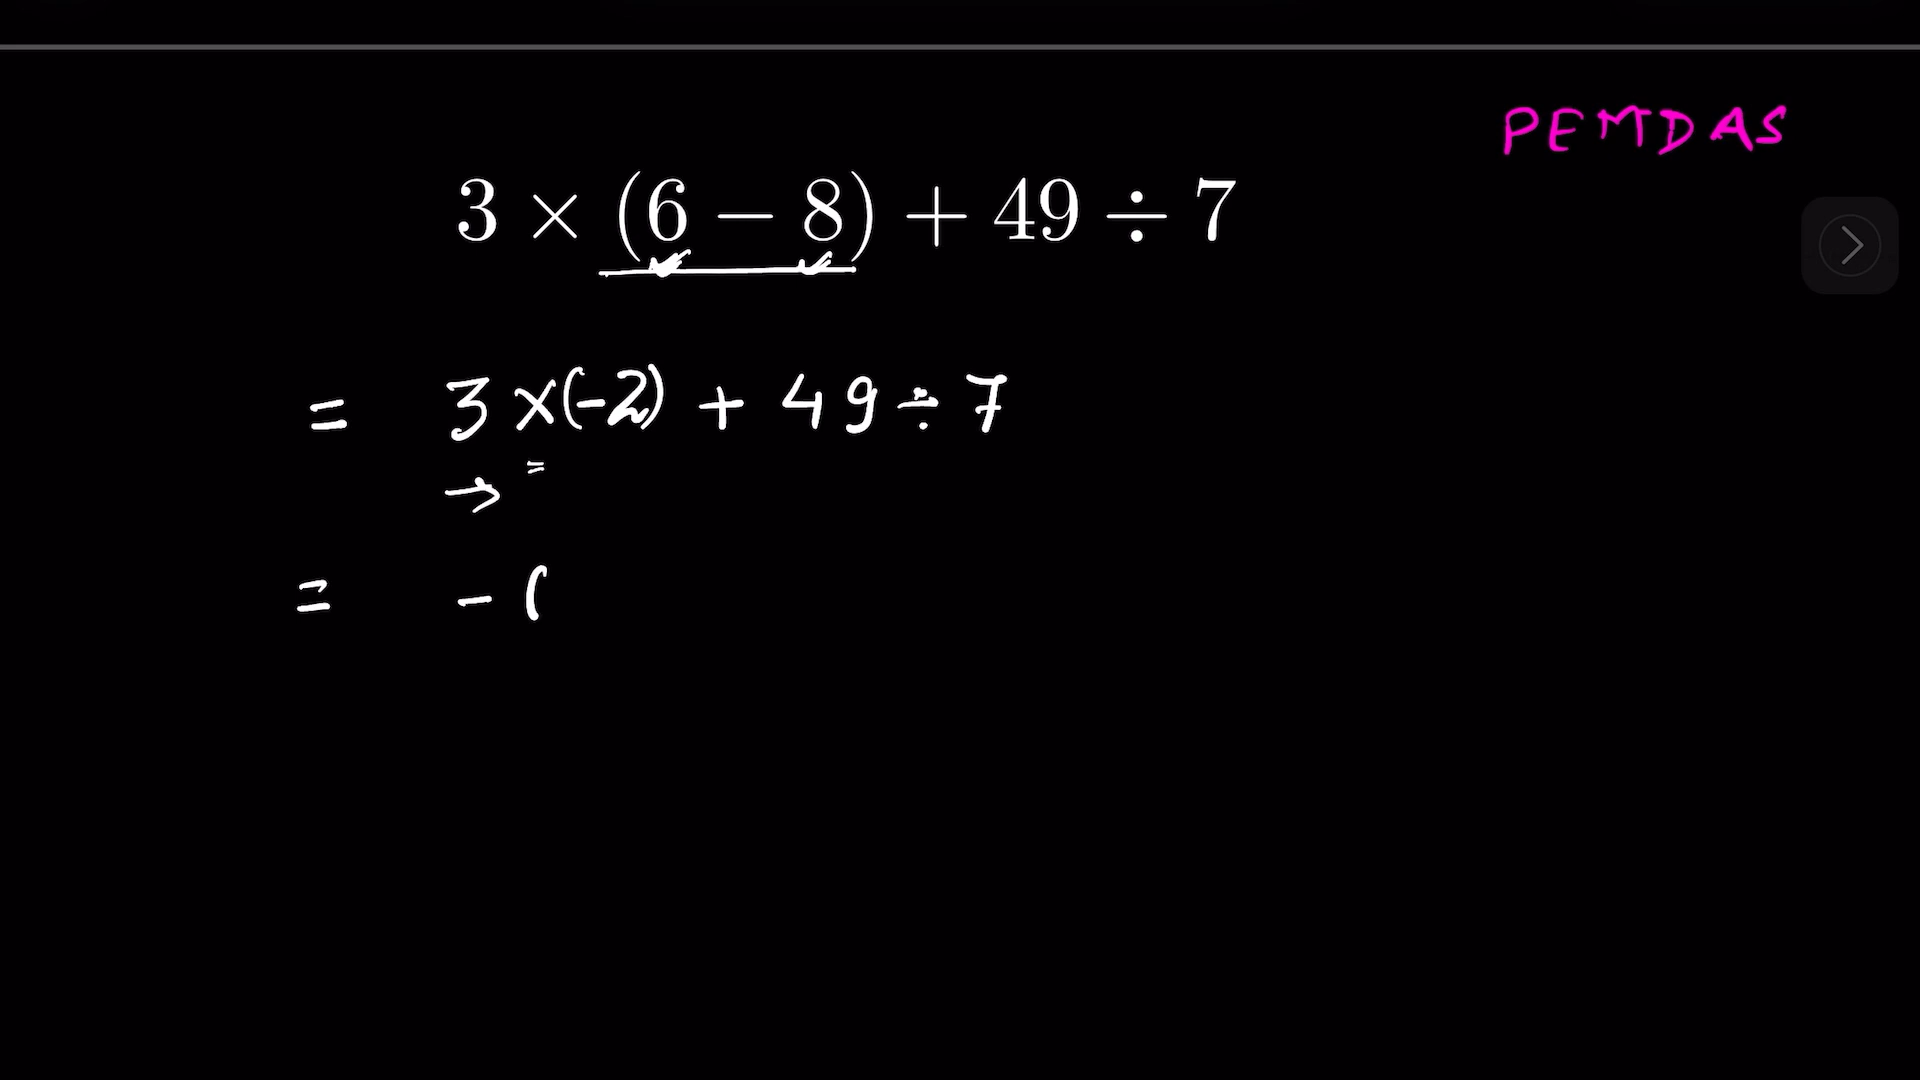 PEMDAS
3 × (6 − 8) + 49 ÷ 7
= 3 ×(-2) + 49 ÷ 7
→ =
= - (